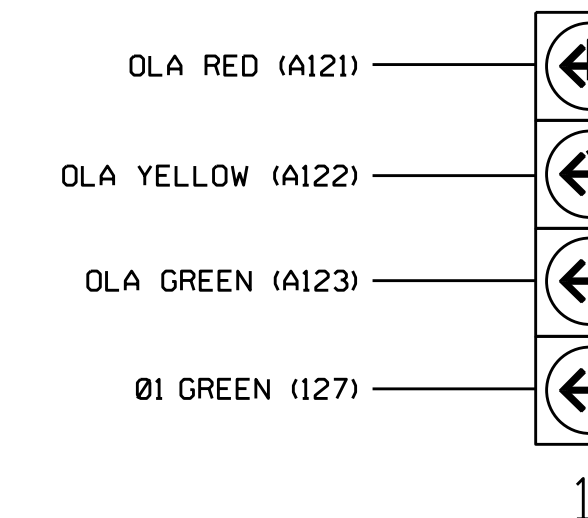 OLA RED (A121)
OLA YELLOW (A122)
OLA GREEN (A123)
Ø1 GREEN (127)
1